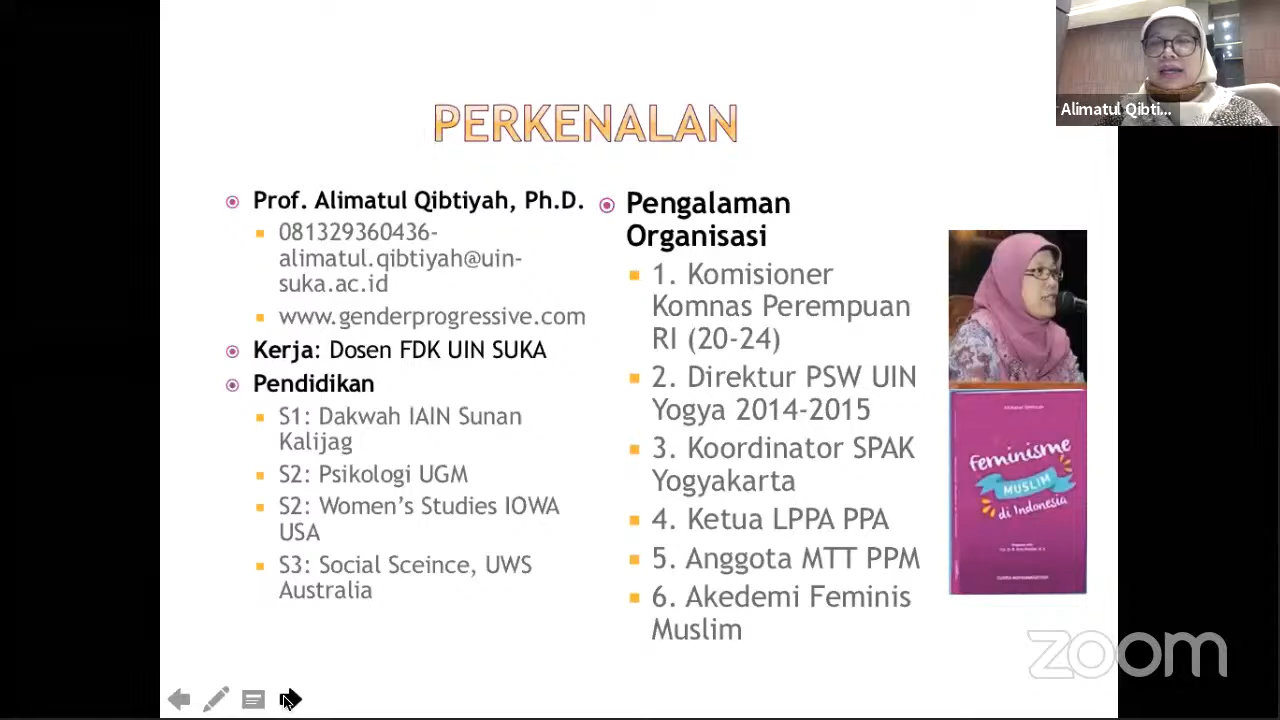 PERKENALAN
Prof. Alimatul Qibtiyah, Ph.D.
081329360436-
alimatul.qibtiyah@uin-
suka.ac.id
www.genderprogressive.com
Kerja: Dosen FDK UIN SUKA
Pendidikan
S1: Dakwah IAIN Sunan
Kalijag
S2: Psikologi UGM
S2: Women’s Studies IOWA
USA
S3: Social Sceince, UWS
Australia
Pengalaman
Organisasi
1. Komisioner
Komnas Perempuan
RI (20-24)
2. Direktur PSW UIN
Yogya 2014-2015
3. Koordinator SPAK
Yogyakarta
4. Ketua LPPA PPA
5. Anggota MTT PPM
6. Akedemi Feminis
Muslim
Alimatul Qibti...
Feminisme
MUSLIM
di Indonesia
zoom